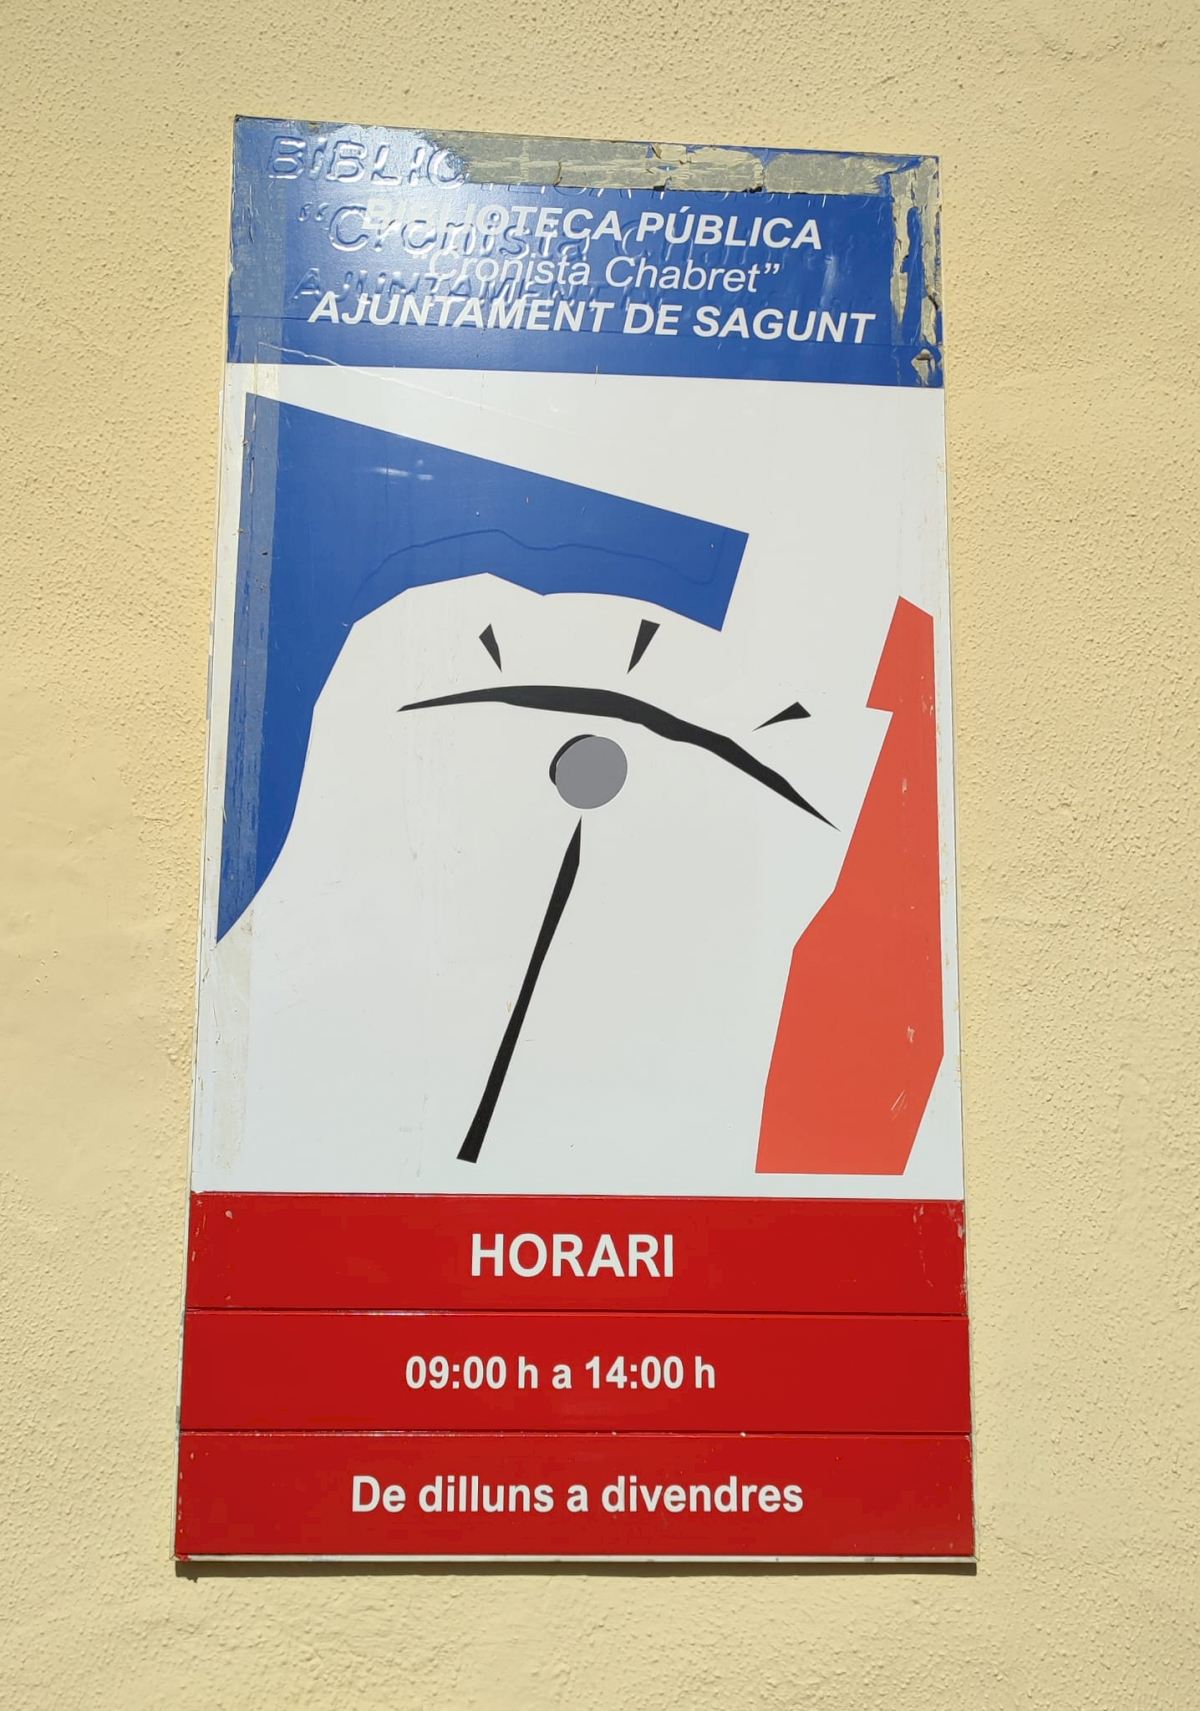 BIBLIOTECA PÚBLICA
“Cronista Chabret”
AJUNTAMENT DE SAGUNT
HORARI
09:00 h a 14:00 h
De dilluns a divendres